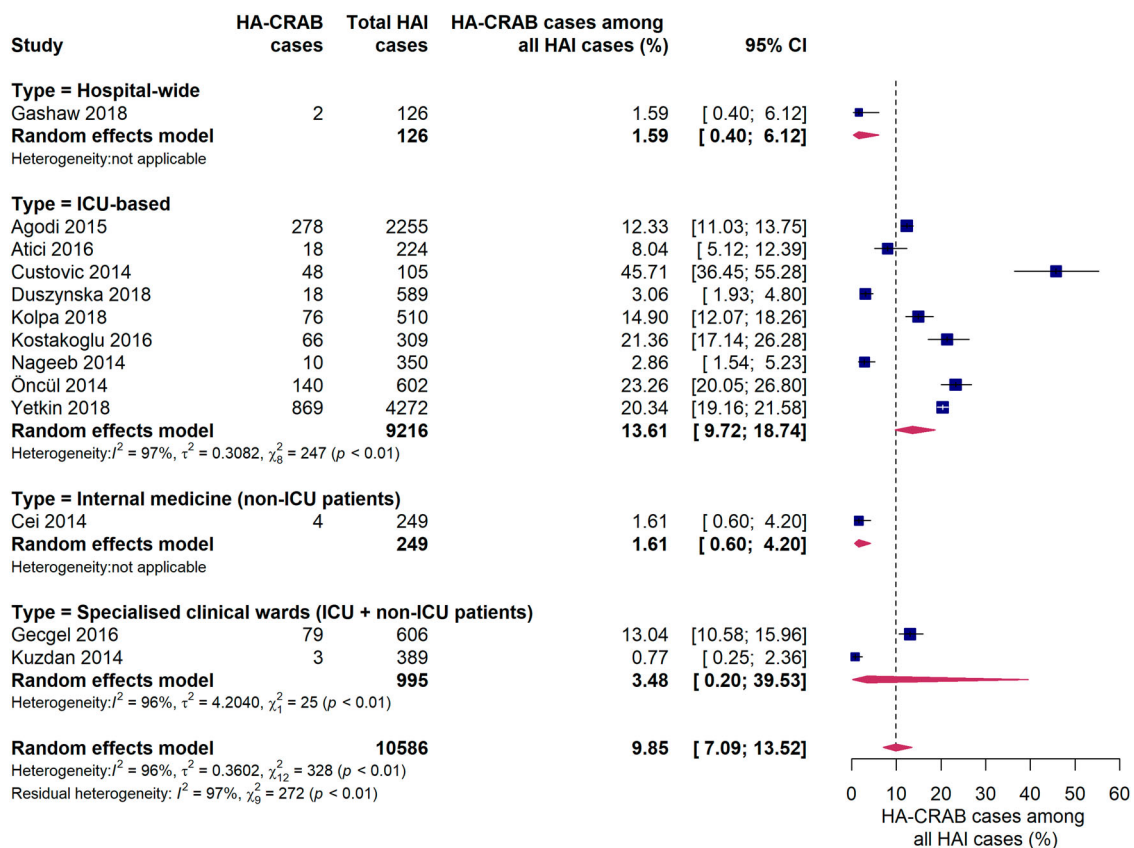 Study HA-CRAB cases Total HAI cases HA-CRAB cases among all HAI cases (%) 95% CI
Type = Hospital-wide
Gashaw 2018 2 126 1.59 [ 0.40; 6.12]
Random effects model 126 1.59 [ 0.40; 6.12]
Heterogeneity:not applicable
Type = ICU-based
Agodi 2015 278 2255 12.33 [11.03; 13.75]
Atici 2016 18 224 8.04 [ 5.12; 12.39]
Custovic 2014 48 105 45.71 [36.45; 55.28]
Duszynska 2018 18 589 3.06 [ 1.93; 4.80]
Kolpa 2018 76 510 14.90 [12.07; 18.26]
Kostakoglu 2016 66 309 21.36 [17.14; 26.28]
Nageeb 2014 10 350 2.86 [ 1.54; 5.23]
Öncül 2014 140 602 23.26 [20.05; 26.80]
Yetkin 2018 869 4272 20.34 [19.16; 21.58]
Random effects model 9216 13.61 [ 9.72; 18.74]
Heterogeneity:I² = 97%, τ² = 0.3082, χ²₈ = 247 (p < 0.01)
Type = Internal medicine (non-ICU patients)
Cei 2014 4 249 1.61 [ 0.60; 4.20]
Random effects model 249 1.61 [ 0.60; 4.20]
Heterogeneity:not applicable
Type = Specialised clinical wards (ICU + non-ICU patients)
Gecgel 2016 79 606 13.04 [10.58; 15.96]
Kuzdan 2014 3 389 0.77 [ 0.25; 2.36]
Random effects model 995 3.48 [ 0.20; 39.53]
Heterogeneity:I² = 96%, τ² = 4.2040, χ²₁ = 25 (p < 0.01)
Random effects model 10586 9.85 [ 7.09; 13.52]
Heterogeneity:I² = 96%, τ² = 0.3602, χ²₁₂ = 328 (p < 0.01)
Residual heterogeneity: I² = 97%, χ²₉ = 272 (p < 0.01)
0 10 20 30 40 50 60
HA-CRAB cases among
all HAI cases (%)